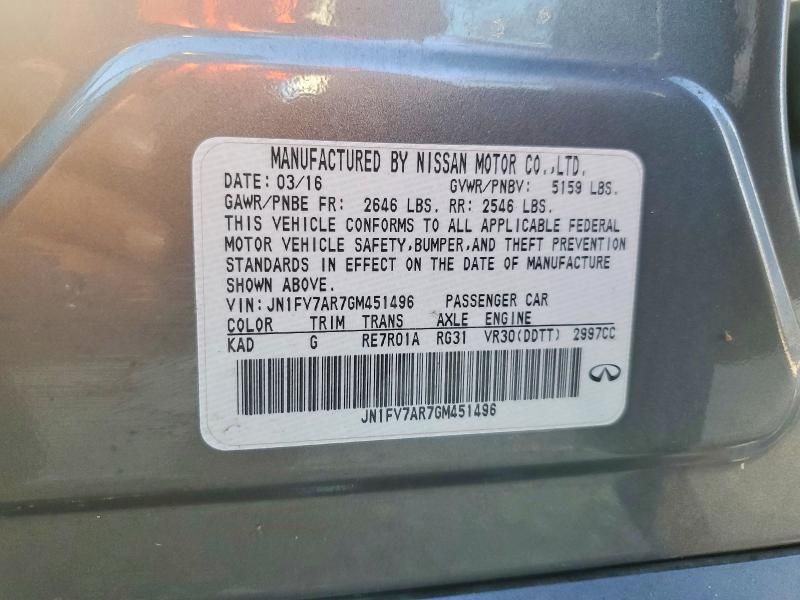 MANUFACTURED BY NISSAN MOTOR CO.,LTD.
DATE: 03/16 GVWR/PNBV: 5159 LBS.
GAWR/PNBE FR: 2646 LBS. RR: 2546 LBS.
THIS VEHICLE CONFORMS TO ALL APPLICABLE FEDERAL
MOTOR VEHICLE SAFETY,BUMPER,AND THEFT PREVENTION
STANDARDS IN EFFECT ON THE DATE OF MANUFACTURE
SHOWN ABOVE.
VIN: JN1FV7AR7GM451496 PASSENGER CAR
COLOR TRIM TRANS AXLE ENGINE
KAD G RE7R01A RG31 VR30(DDTT) 2997CC
JN1FV7AR7GM451496